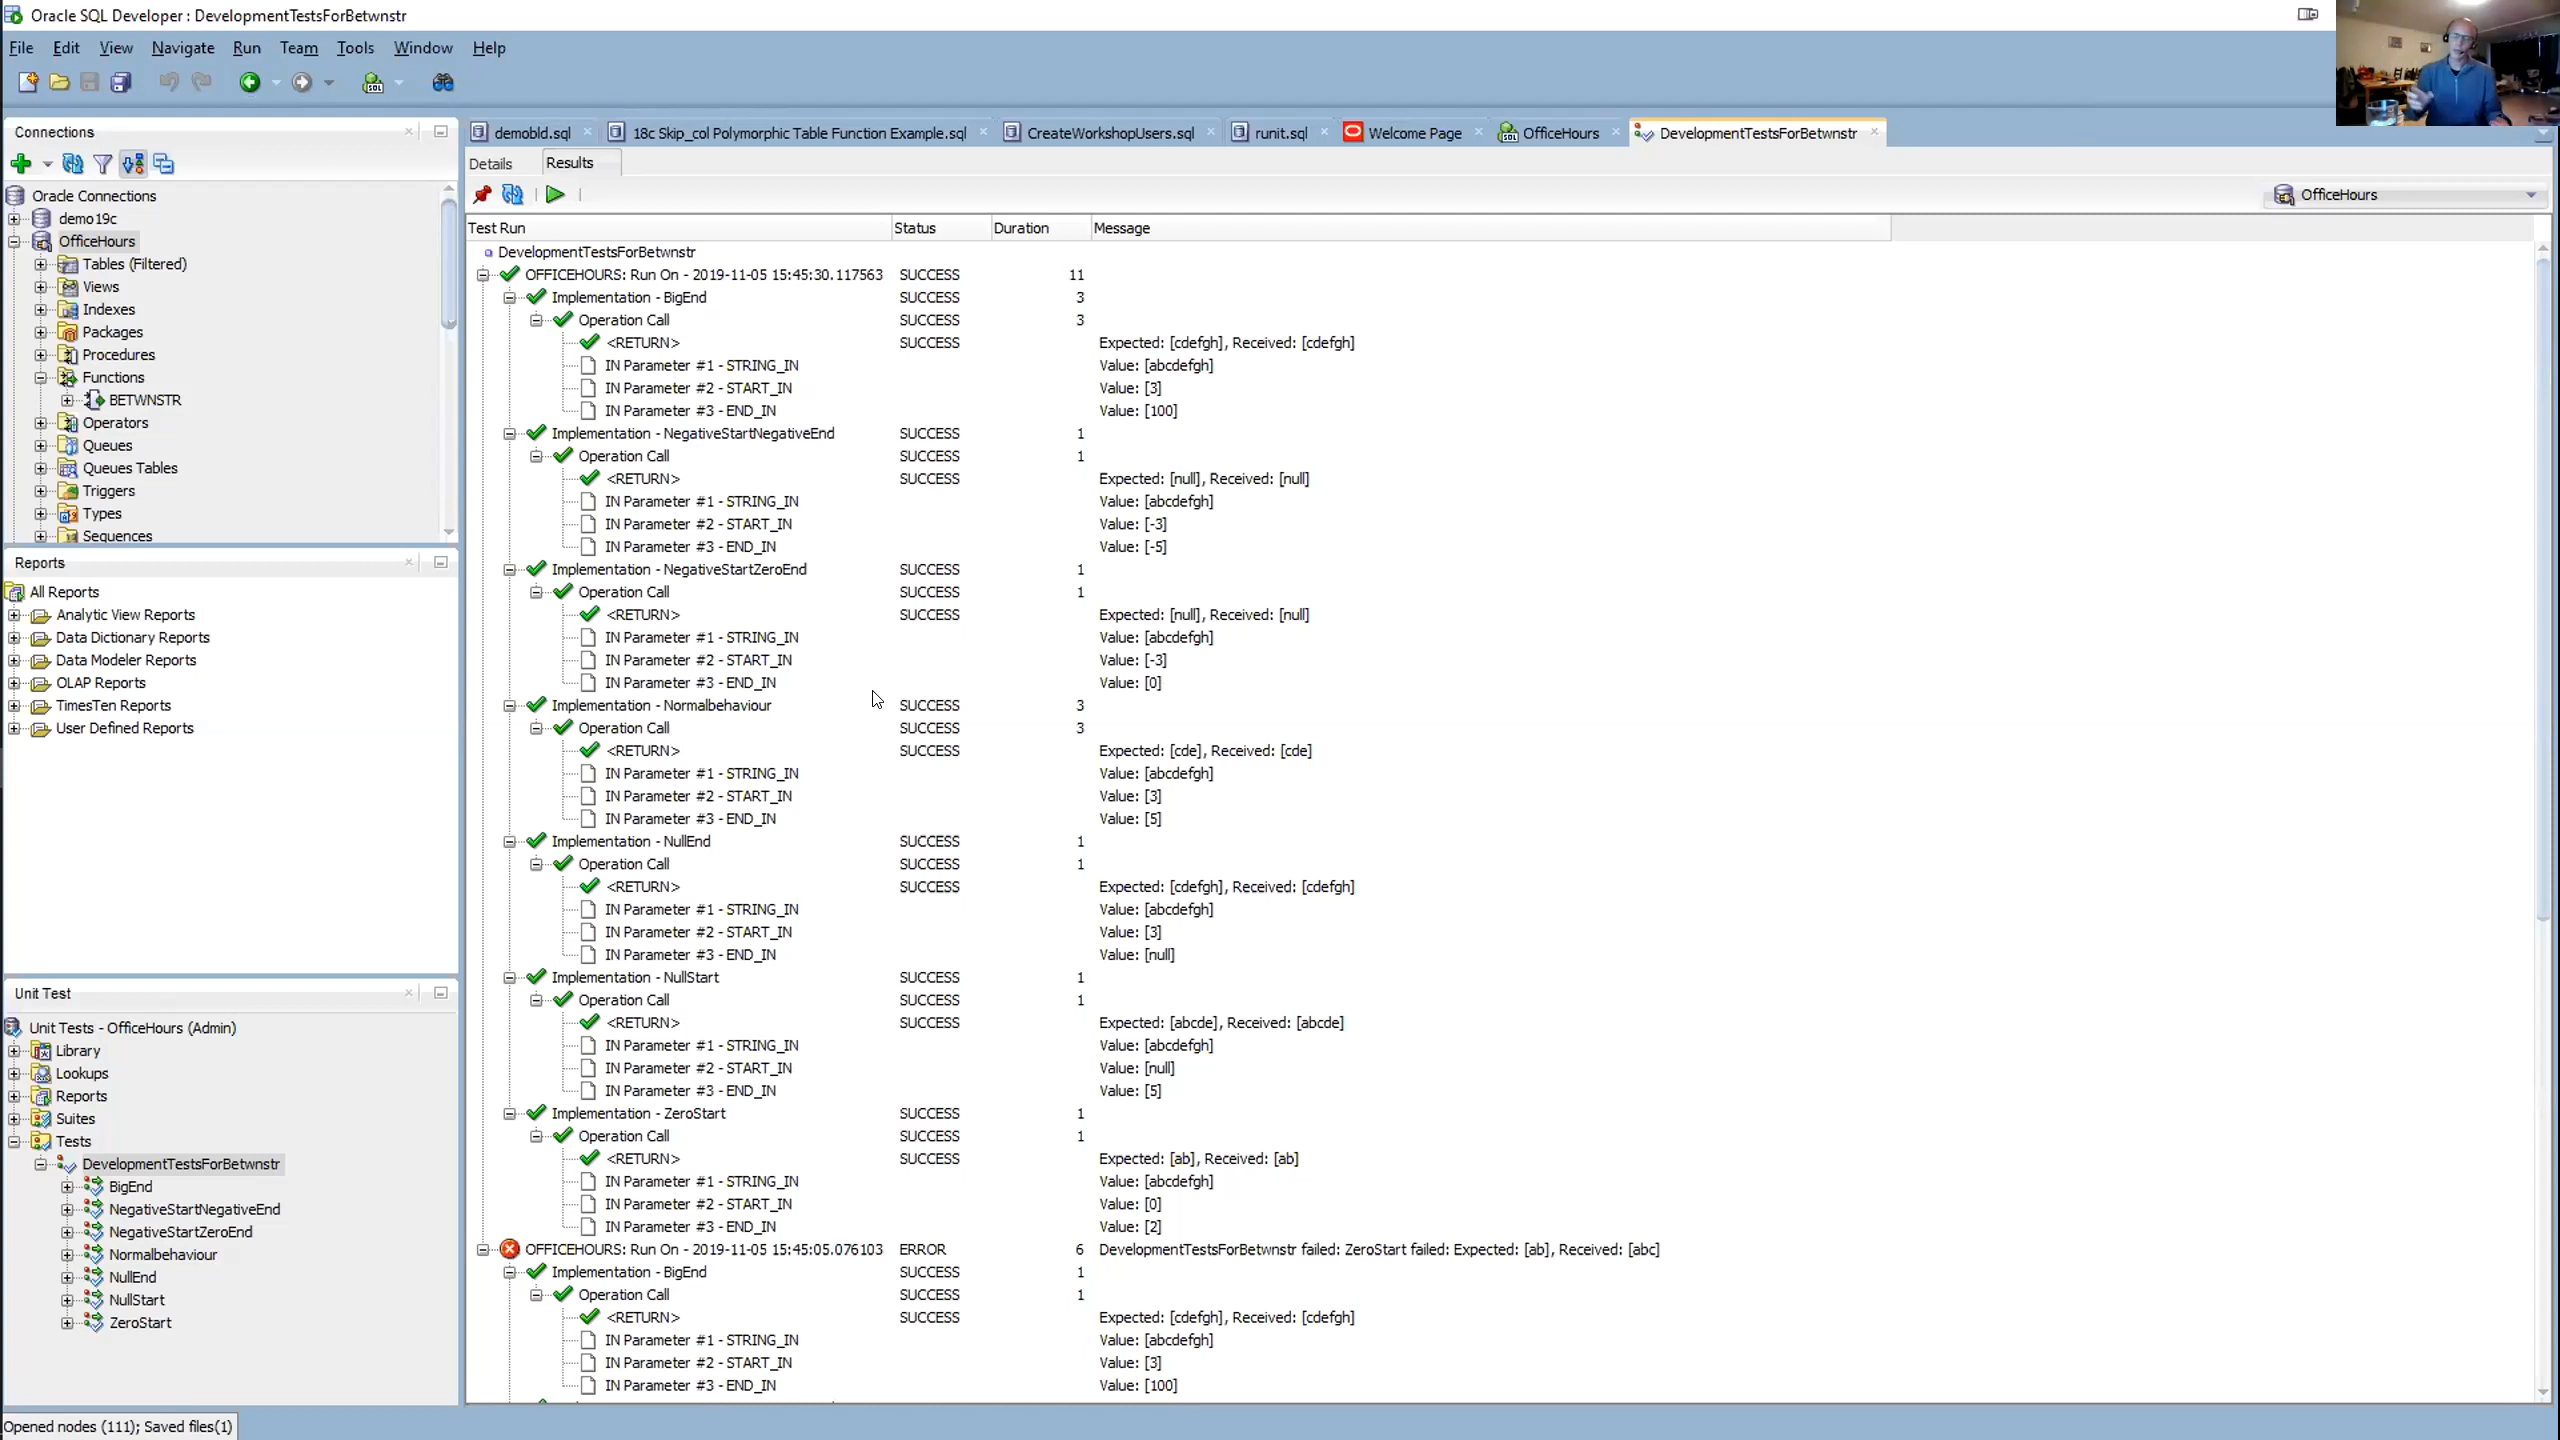 Oracle SQL Developer : DevelopmentTestsForBetwnstr
File Edit View Navigate Run Team Tools Window Help
SQL
Connections
Oracle Connections
demo19c
OfficeHours
Tables (Filtered)
Views
Indexes
Packages
Procedures
Functions
BETWNSTR
Operators
Queues
Queues Tables
Triggers
Types
Sequences
Reports
All Reports
Analytic View Reports
Data Dictionary Reports
Data Modeler Reports
OLAP Reports
TimesTen Reports
User Defined Reports
Unit Test
Unit Tests - OfficeHours (Admin)
Library
Lookups
Reports
Suites
Tests
DevelopmentTestsForBetwnstr
BigEnd
NegativeStartNegativeEnd
NegativeStartZeroEnd
Normalbehaviour
NullEnd
NullStart
ZeroStart
demobld.sql 18c Skip_col Polymorphic Table Function Example.sql CreateWorkshopUsers.sql runit.sql Welcome Page OfficeHours DevelopmentTestsForBetwnstr
Details Results
OfficeHours
Test Run Status Duration Message
DevelopmentTestsForBetwnstr
OFFICEHOURS: Run On - 2019-11-05 15:45:30.117563 SUCCESS 11
Implementation - BigEnd SUCCESS 3
Operation Call SUCCESS 3
<RETURN> SUCCESS Expected: [cdefgh], Received: [cdefgh]
IN Parameter #1 - STRING_IN Value: [abcdefgh]
IN Parameter #2 - START_IN Value: [3]
IN Parameter #3 - END_IN Value: [100]
Implementation - NegativeStartNegativeEnd SUCCESS 1
Operation Call SUCCESS 1
<RETURN> SUCCESS Expected: [null], Received: [null]
IN Parameter #1 - STRING_IN Value: [abcdefgh]
IN Parameter #2 - START_IN Value: [-3]
IN Parameter #3 - END_IN Value: [-5]
Implementation - NegativeStartZeroEnd SUCCESS 1
Operation Call SUCCESS 1
<RETURN> SUCCESS Expected: [null], Received: [null]
IN Parameter #1 - STRING_IN Value: [abcdefgh]
IN Parameter #2 - START_IN Value: [-3]
IN Parameter #3 - END_IN Value: [0]
Implementation - Normalbehaviour SUCCESS 3
Operation Call SUCCESS 3
<RETURN> SUCCESS Expected: [cde], Received: [cde]
IN Parameter #1 - STRING_IN Value: [abcdefgh]
IN Parameter #2 - START_IN Value: [3]
IN Parameter #3 - END_IN Value: [5]
Implementation - NullEnd SUCCESS 1
Operation Call SUCCESS 1
<RETURN> SUCCESS Expected: [cdefgh], Received: [cdefgh]
IN Parameter #1 - STRING_IN Value: [abcdefgh]
IN Parameter #2 - START_IN Value: [3]
IN Parameter #3 - END_IN Value: [null]
Implementation - NullStart SUCCESS 1
Operation Call SUCCESS 1
<RETURN> SUCCESS Expected: [abcde], Received: [abcde]
IN Parameter #1 - STRING_IN Value: [abcdefgh]
IN Parameter #2 - START_IN Value: [null]
IN Parameter #3 - END_IN Value: [5]
Implementation - ZeroStart SUCCESS 1
Operation Call SUCCESS 1
<RETURN> SUCCESS Expected: [ab], Received: [ab]
IN Parameter #1 - STRING_IN Value: [abcdefgh]
IN Parameter #2 - START_IN Value: [0]
IN Parameter #3 - END_IN Value: [2]
OFFICEHOURS: Run On - 2019-11-05 15:45:05.076103 ERROR 6 DevelopmentTestsForBetwnstr failed: ZeroStart failed: Expected: [ab], Received: [abc]
Implementation - BigEnd SUCCESS 1
Operation Call SUCCESS 1
<RETURN> SUCCESS Expected: [cdefgh], Received: [cdefgh]
IN Parameter #1 - STRING_IN Value: [abcdefgh]
IN Parameter #2 - START_IN Value: [3]
IN Parameter #3 - END_IN Value: [100]
Opened nodes (111); Saved files(1)